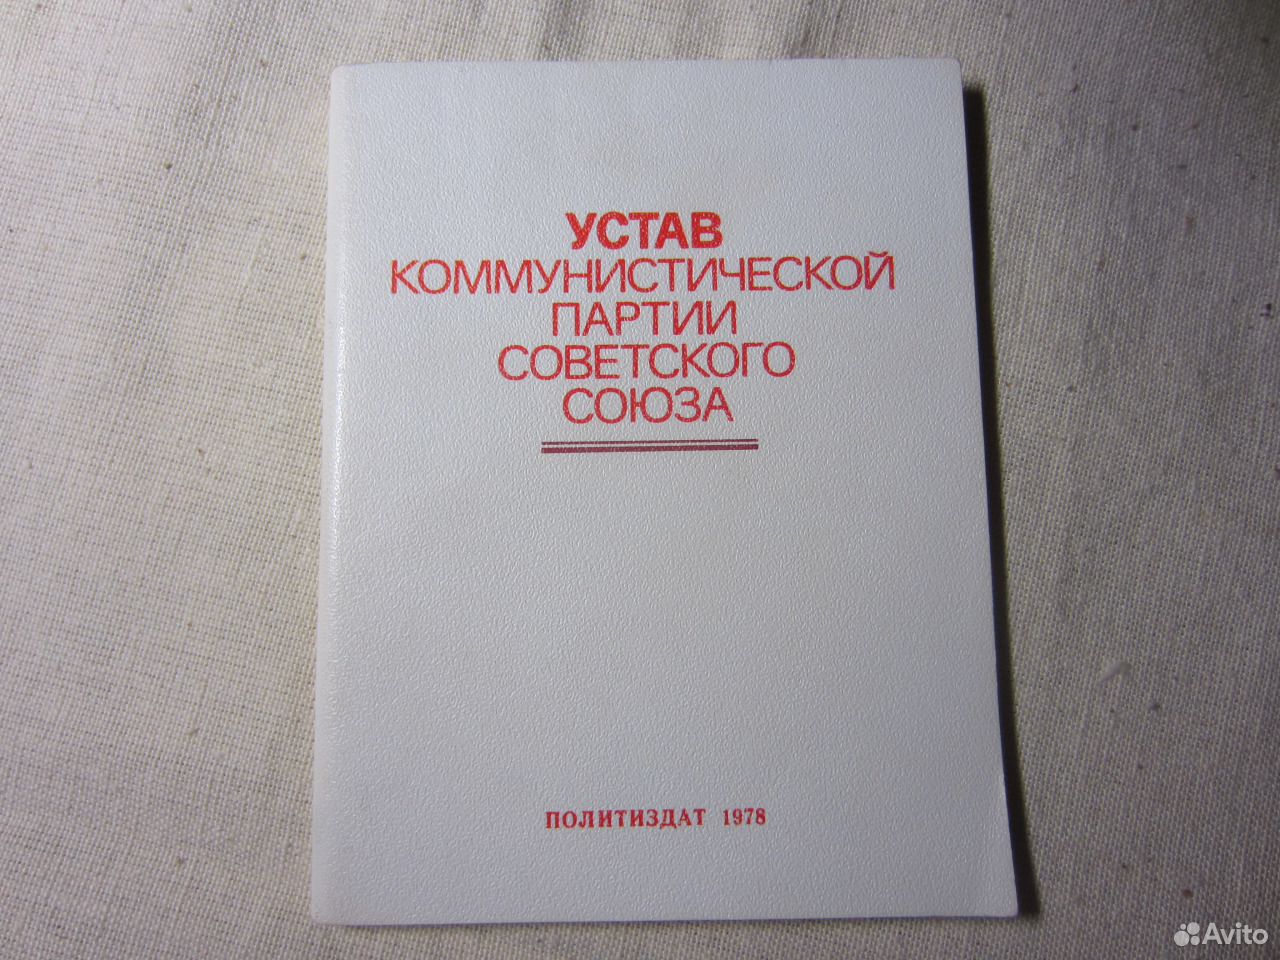 УСТАВ
КОММУНИСТИЧЕСКОЙ
ПАРТИИ
СОВЕТСКОГО
СОЮЗА
ПОЛИТИЗДАТ 1978
Avito